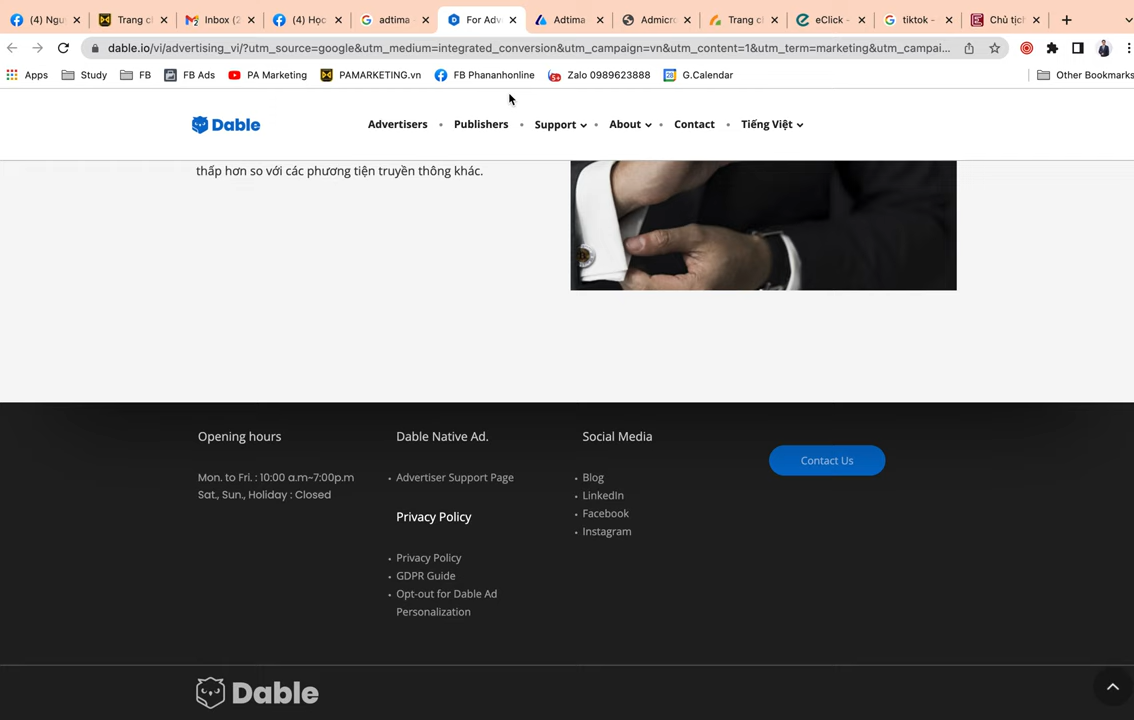 (4) Ngu
Trang cl
Inbox (2
(4) Học
adtima -
For Adv
Adtima
Admicr
Trang cl
eClick -
tiktok -
Chủ tịch
dable.io/vi/advertising_vi/?utm_source=google&utm_medium=integrated_conversion&utm_campaign=vn&utm_content=1&utm_term=marketing&utm_campai...
Apps
Study
FB
FB Ads
PA Marketing
PAMARKETING.vn
FB Phananhonline
Zalo 0989623888
G.Calendar
Other Bookmarks
Dable
Advertisers
Publishers
Support
About
Contact
Tiếng Việt
thấp hơn so với các phương tiện truyền thông khác.
Opening hours
Mon. to Fri. : 10:00 a.m~7:00p.m
Sat., Sun., Holiday : Closed
Dable Native Ad.
Advertiser Support Page
Privacy Policy
Privacy Policy
GDPR Guide
Opt-out for Dable Ad
Personalization
Social Media
Blog
LinkedIn
Facebook
Instagram
Contact Us
Dable